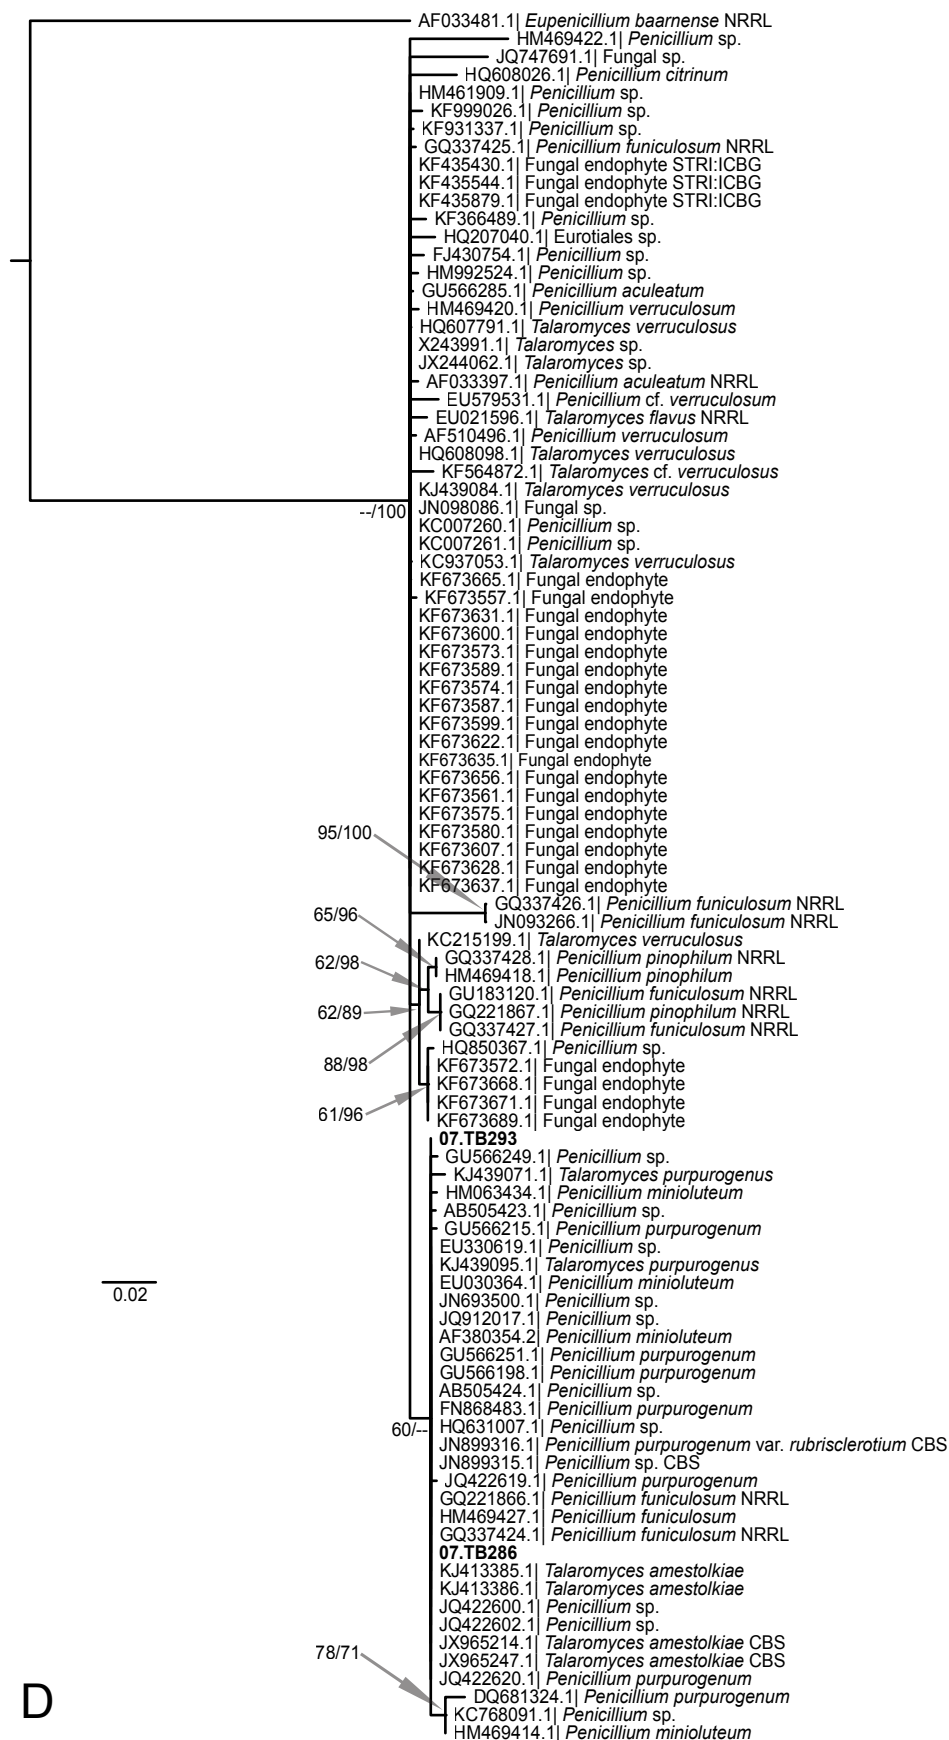 AF033481.1| Eupenicillium baarnense NRRL
HM469422.1| Penicillium sp.
JQ747691.1| Fungal sp.
HQ608026.1| Penicillium citrinum
HM461909.1| Penicillium sp.
KF999026.1| Penicillium sp.
KF931337.1| Penicillium sp.
GQ337425.1| Penicillium funiculosum NRRL
KF435430.1| Fungal endophyte STRI:ICBG
KF435544.1| Fungal endophyte STRI:ICBG
KF435879.1| Fungal endophyte STRI:ICBG
KF366489.1| Penicillium sp.
HQ207040.1| Eurotiales sp.
FJ430754.1| Penicillium sp.
HM992524.1| Penicillium sp.
GU566285.1| Penicillium aculeatum
HM469420.1| Penicillium verruculosum
HQ607791.1| Talaromyces verruculosus
X243991.1| Talaromyces sp.
JX244062.1| Talaromyces sp.
AF033397.1| Penicillium aculeatum NRRL
EU579531.1| Penicillium cf. verruculosum
EU021596.1| Talaromyces flavus NRRL
AF510496.1| Penicillium verruculosum
HQ608098.1| Talaromyces verruculosus
KF564872.1| Talaromyces cf. verruculosus
KJ439084.1| Talaromyces verruculosus
--/100
JN098086.1| Fungal sp.
KC007260.1| Penicillium sp.
KC007261.1| Penicillium sp.
KC937053.1| Talaromyces verruculosus
KF673665.1| Fungal endophyte
KF673557.1| Fungal endophyte
KF673631.1| Fungal endophyte
KF673600.1| Fungal endophyte
KF673573.1| Fungal endophyte
KF673589.1| Fungal endophyte
KF673574.1| Fungal endophyte
KF673587.1| Fungal endophyte
KF673599.1| Fungal endophyte
KF673622.1| Fungal endophyte
KF673635.1| Fungal endophyte
KF673656.1| Fungal endophyte
KF673561.1| Fungal endophyte
KF673575.1| Fungal endophyte
95/100
KF673580.1| Fungal endophyte
KF673607.1| Fungal endophyte
KF673628.1| Fungal endophyte
KF673637.1| Fungal endophyte
GQ337426.1| Penicillium funiculosum NRRL
65/96
JN093266.1| Penicillium funiculosum NRRL
KC215199.1| Talaromyces verruculosus
62/98
GQ337428.1| Penicillium pinophilum NRRL
HM469418.1| Penicillium pinophilum
GU183120.1| Penicillium funiculosum NRRL
62/89
GQ221867.1| Penicillium pinophilum NRRL
GQ337427.1| Penicillium funiculosum NRRL
HQ850367.1| Penicillium sp.
88/98
KF673572.1| Fungal endophyte
KF673668.1| Fungal endophyte
61/96
KF673671.1| Fungal endophyte
KF673689.1| Fungal endophyte
07.TB293
GU566249.1| Penicillium sp.
KJ439071.1| Talaromyces purpurogenus
HM063434.1| Penicillium minioluteum
AB505423.1| Penicillium sp.
GU566215.1| Penicillium purpurogenum
EU330619.1| Penicillium sp.
KJ439095.1| Talaromyces purpurogenus
EU030364.1| Penicillium minioluteum
0.02
JN693500.1| Penicillium sp.
JQ912017.1| Penicillium sp.
AF380354.2| Penicillium minioluteum
GU566251.1| Penicillium purpurogenum
GU566198.1| Penicillium purpurogenum
AB505424.1| Penicillium sp.
FN868483.1| Penicillium purpurogenum
60/--
HQ631007.1| Penicillium sp.
JN899316.1| Penicillium purpurogenum var. rubrisclerotium CBS
JN899315.1| Penicillium sp. CBS
JQ422619.1| Penicillium purpurogenum
GQ221866.1| Penicillium funiculosum NRRL
HM469427.1| Penicillium funiculosum
GQ337424.1| Penicillium funiculosum NRRL
07.TB286
KJ413385.1| Talaromyces amestolkiae
KJ413386.1| Talaromyces amestolkiae
JQ422600.1| Penicillium sp.
JQ422602.1| Penicillium sp.
JX965214.1| Talaromyces amestolkiae CBS
78/71
JX965247.1| Talaromyces amestolkiae CBS
JQ422620.1| Penicillium purpurogenum
DQ681324.1| Penicillium purpurogenum
KC768091.1| Penicillium sp.
HM469414.1| Penicillium minioluteum
D